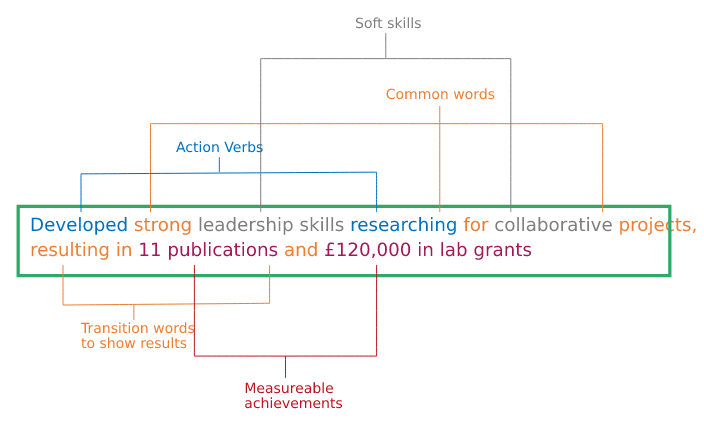 Soft skills
Common words
Action Verbs
Developed strong leadership skills researching for collaborative projects,
resulting in 11 publications and £120,000 in lab grants
Transition words
to show results
Measureable
achievements